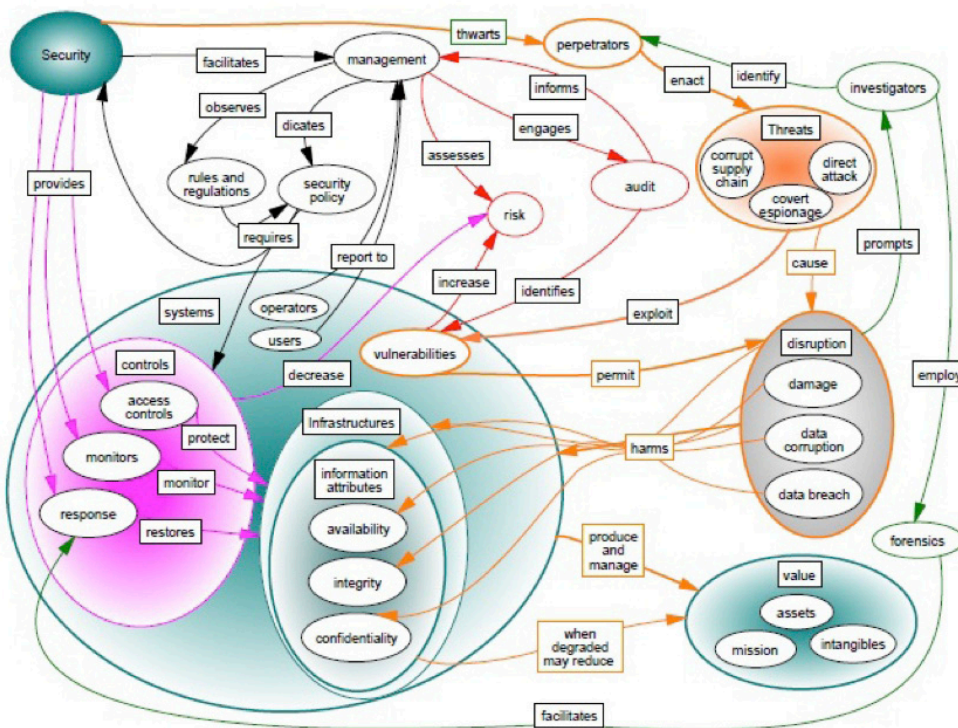 Security
thwarts
perpetrators
facilitates
management
identify
enact
investigators
informs
observes
dicates
engages
Threats
corrupt
supply
chain
direct
attack
covert
espionage
provides
rules and
regulations
security
policy
assesses
audit
risk
requires
report to
prompts
cause
increase
identifies
exploit
systems
operators
users
vulnerabilities
disruption
controls
decrease
permit
damage
employ
access
controls
Infrastructures
protect
harms
data
corruption
monitors
information
attributes
monitor
data breach
response
restores
availability
forensics
produce
and
manage
integrity
value
assets
confidentiality
when
degraded
may reduce
mission
intangibles
facilitates